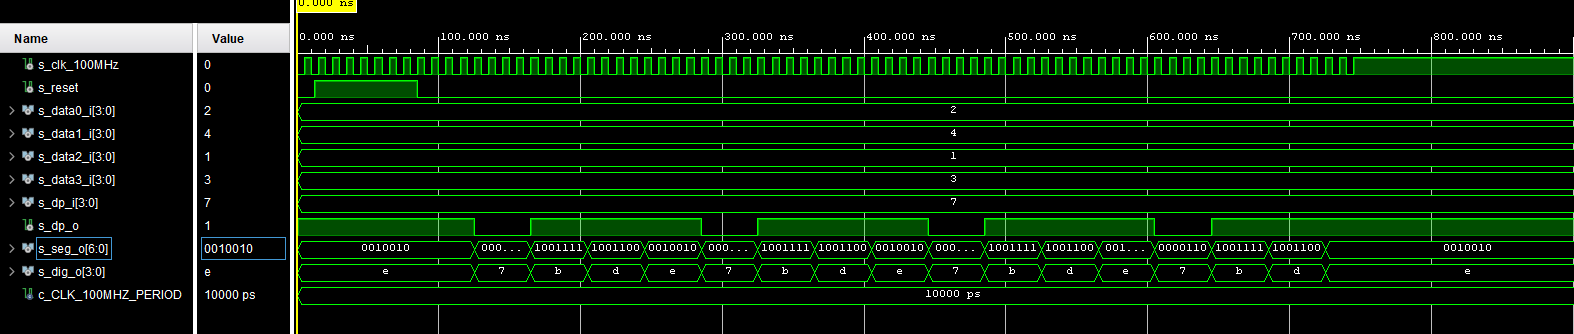 0.000 ns
Name Value 0.000 ns 100.000 ns 200.000 ns 300.000 ns 400.000 ns 500.000 ns 600.000 ns 700.000 ns 800.000 ns
s_clk_100MHz 0
s_reset 0
s_data0_i[3:0] 2 2
s_data1_i[3:0] 4 4
s_data2_i[3:0] 1 1
s_data3_i[3:0] 3 3
s_dp_i[3:0] 7 7
s_dp_o 1
s_seg_o[6:0] 0010010 0010010 000... 1001111 1001100 0010010 000... 1001111 1001100 0010010 000... 1001111 1001100 001... 0000110 1001111 1001100 0010010
s_dig_o[3:0] e e 7 b d e 7 b d e 7 b d e 7 b d e
c_CLK_100MHZ_PERIOD 10000 ps 10000 ps